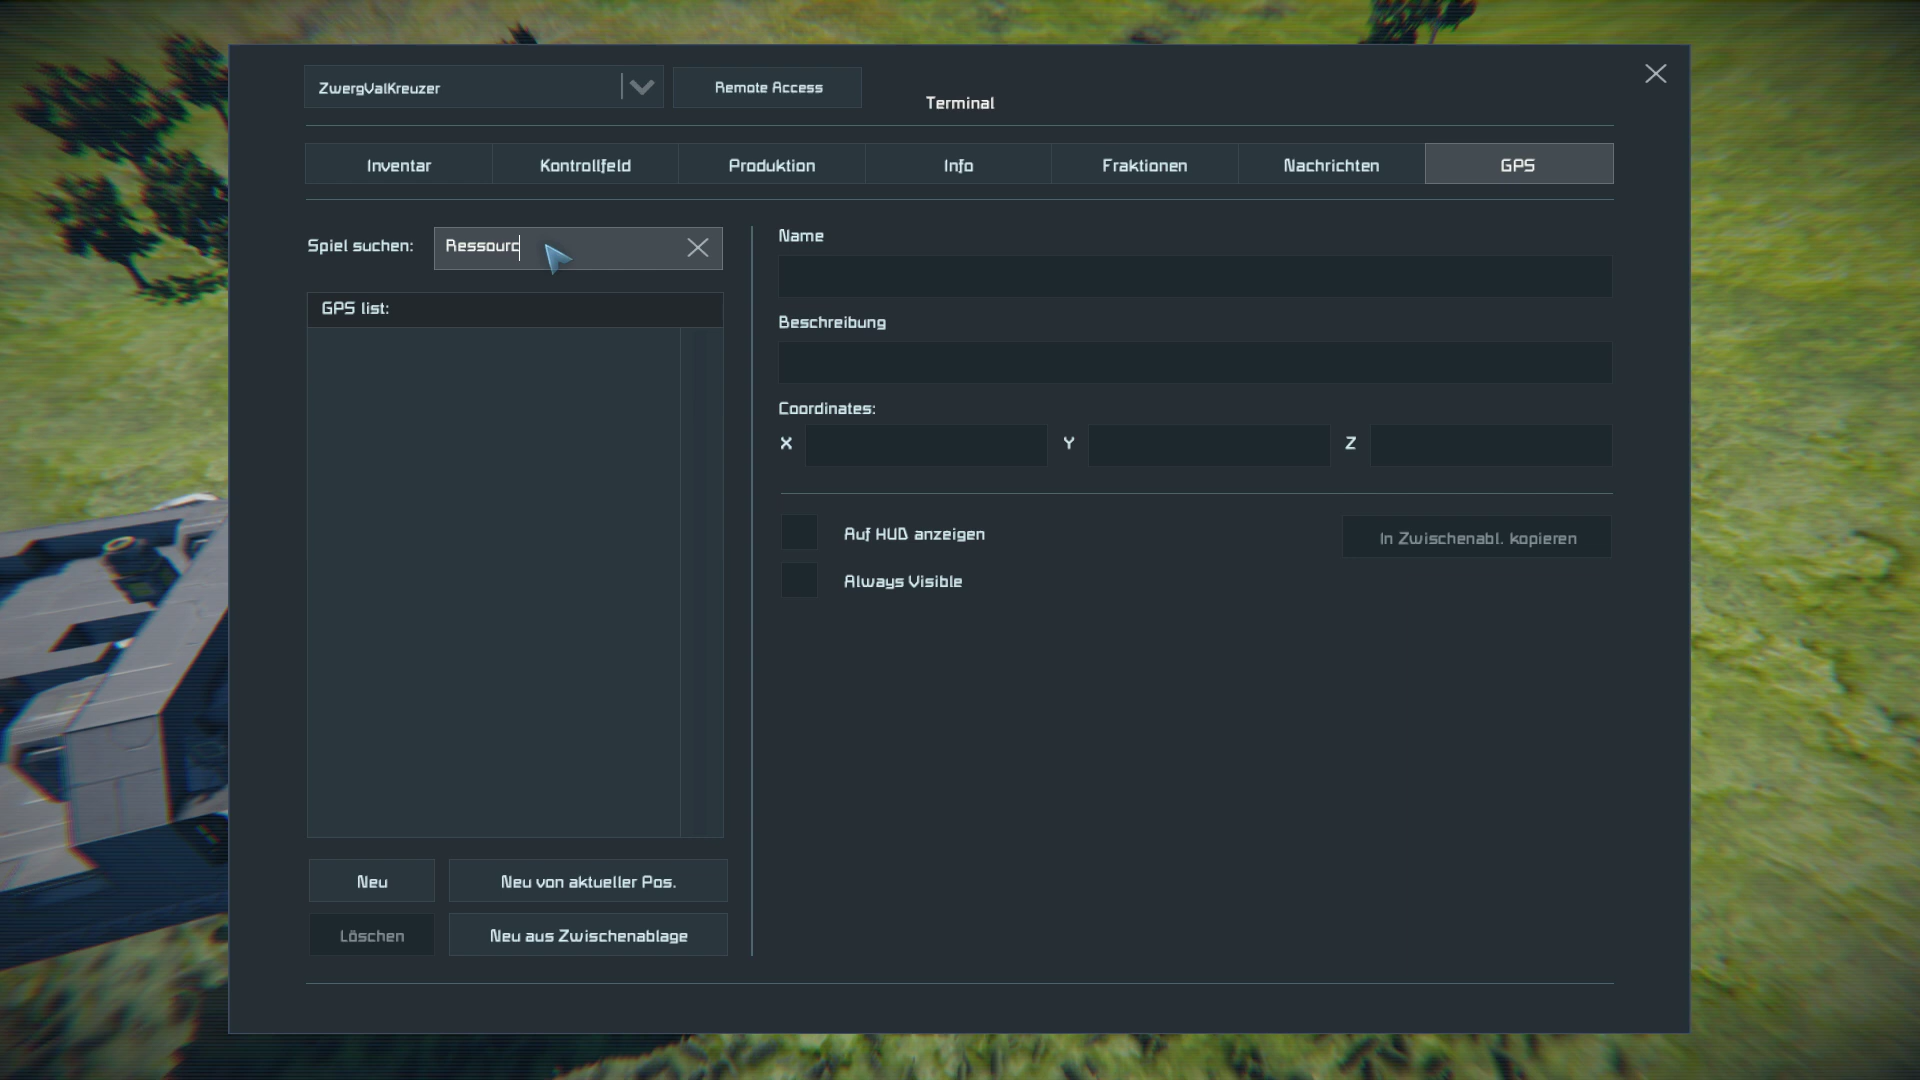 ZwergValKreuzer
Remote Access
Terminal
Inventar
Kontrollfeld
Produktion
Info
Fraktionen
Nachrichten
GPS
Spiel suchen:
Ressourc
GPS list:
Name
Beschreibung
Coordinates:
X
Y
Z
Auf HUD anzeigen
In Zwischenabl. kopieren
Always Visible
Neu
Neu von aktueller Pos.
Löschen
Neu aus Zwischenablage